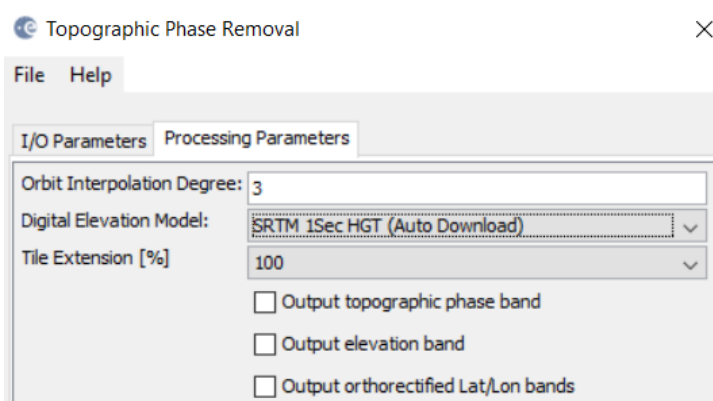 Topographic Phase Removal
File Help
I/O Parameters Processing Parameters
Orbit Interpolation Degree: 3
Digital Elevation Model: SRTM 1Sec HGT (Auto Download)
Tile Extension [%] 100
Output topographic phase band
Output elevation band
Output orthorectified Lat/Lon bands